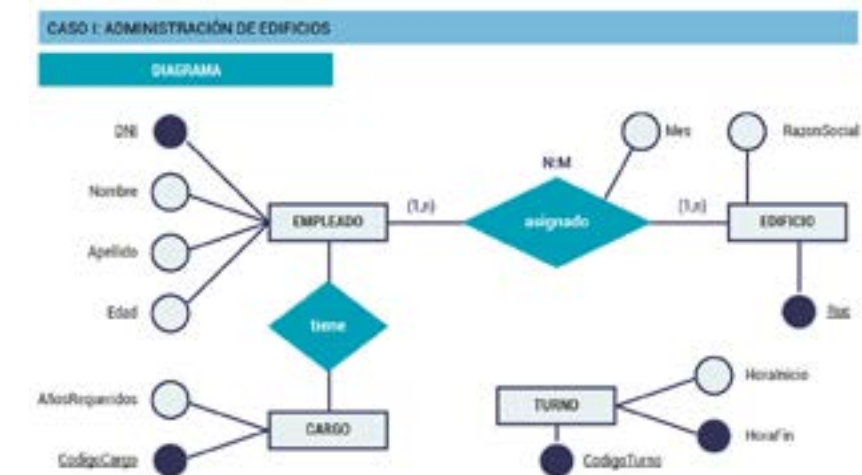 CASO I: ADMINISTRACIÓN DE EDIFICIOS
DIAGRAMA
DNI
Mes
RazonSocial
N:M
Nombre
EMPLEADO
(1,n)
asignado
(1,n)
EDIFICIO
Apellido
Edad
tiene
Ruc
AñosRequeridos
HoraInicio
TURNO
CARGO
HoraFin
CodigoCargo
CodigoTurno